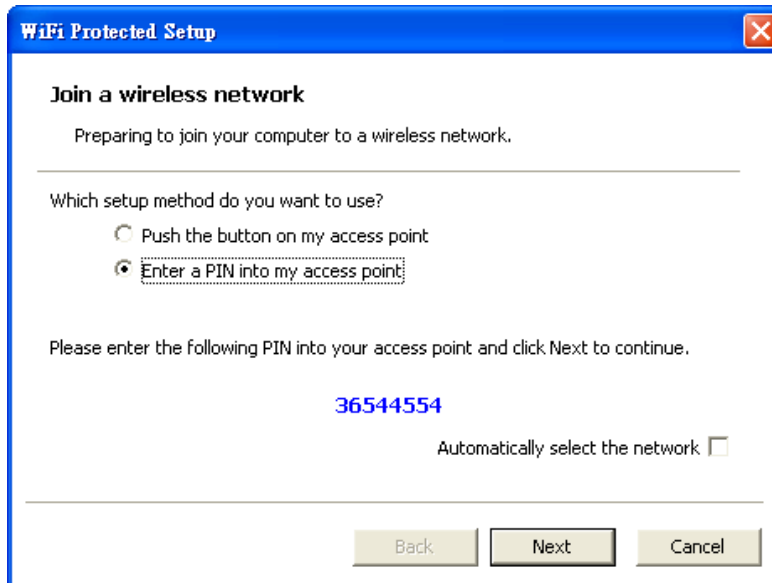 WiFi Protected Setup
Join a wireless network
Preparing to join your computer to a wireless network.
Which setup method do you want to use?
Push the button on my access point
Enter a PIN into my access point
Please enter the following PIN into your access point and click Next to continue.
36544554
Automatically select the network
Back Next Cancel